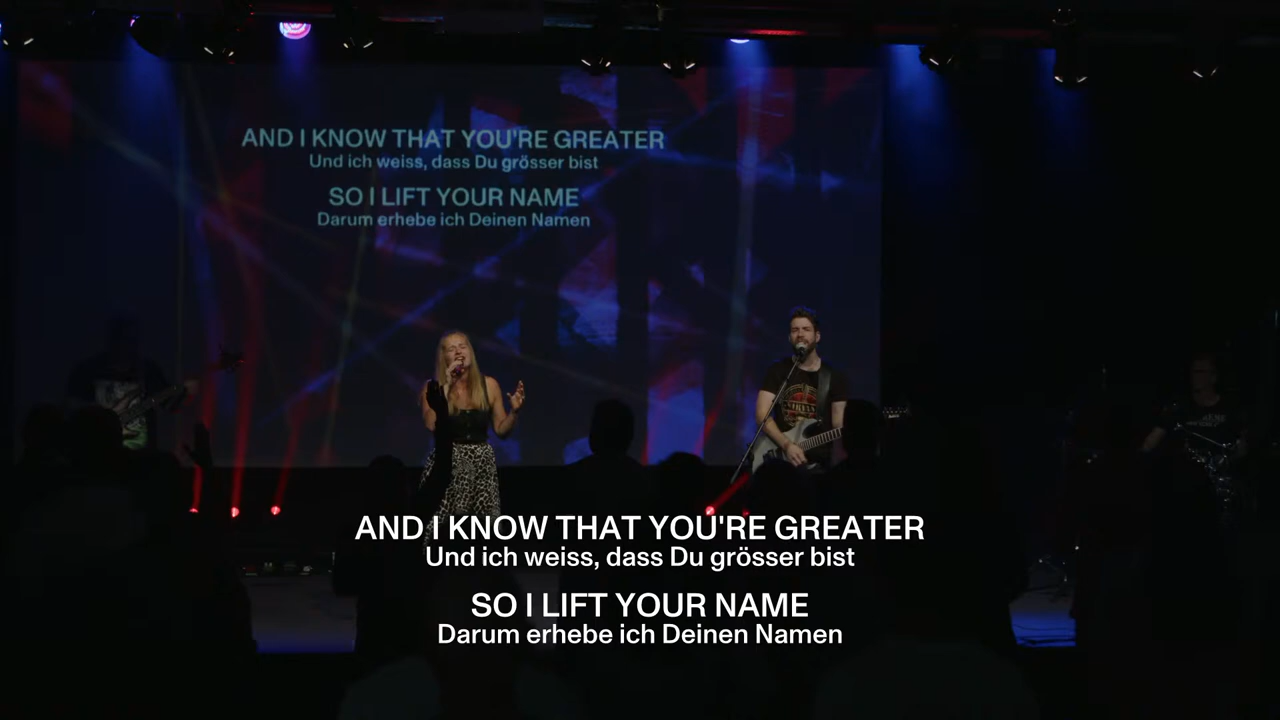 AND I KNOW THAT YOU'RE GREATER
Und ich weiss, dass Du grösser bist
SO I LIFT YOUR NAME
Darum erhebe ich Deinen Namen
NIRVANA
AND I KNOW THAT YOU'RE GREATER
Und ich weiss, dass Du grösser bist
SO I LIFT YOUR NAME
Darum erhebe ich Deinen Namen